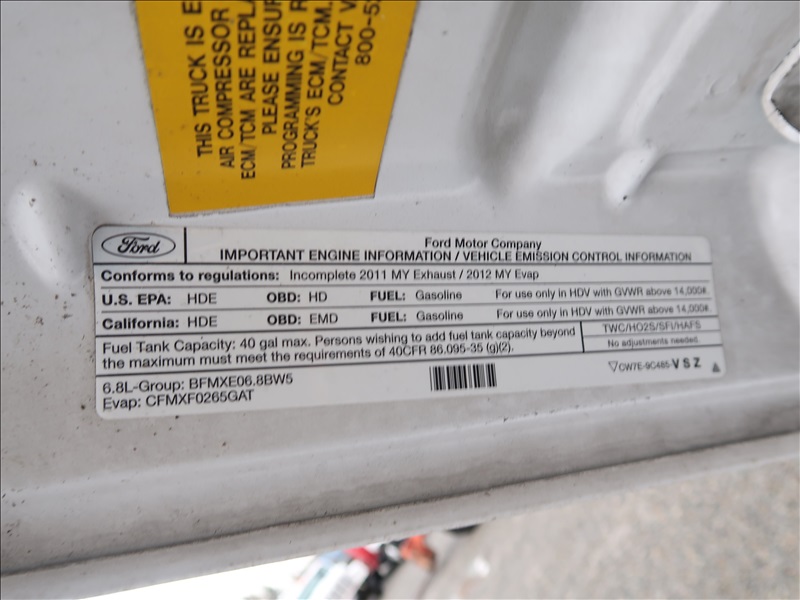 THIS TRUCK IS E
AIR COMPRESSOR
ECM/TCM ARE REPLA
PLEASE ENSUR
PROGRAMMING IS R
TRUCK'S ECM/TCM.
CONTACT V
800-5
Ford
Ford Motor Company
IMPORTANT ENGINE INFORMATION / VEHICLE EMISSION CONTROL INFORMATION
Conforms to regulations: Incomplete 2011 MY Exhaust / 2012 MY Evap
U.S. EPA: HDE OBD: HD FUEL: Gasoline For use only in HDV with GVWR above 14,000#.
California: HDE OBD: EMD FUEL: Gasoline For use only in HDV with GVWR above 14,000#.
Fuel Tank Capacity: 40 gal max. Persons wishing to add fuel tank capacity beyond
the maximum must meet the requirements of 40CFR 86.095-35 (g)(2).
TWC/HO2S/SFI/HAFS
No adjustments needed.
6.8L-Group: BFMXE06.8BW5
Evap: CFMXF0265GAT
CW7E-9C485-VSZ